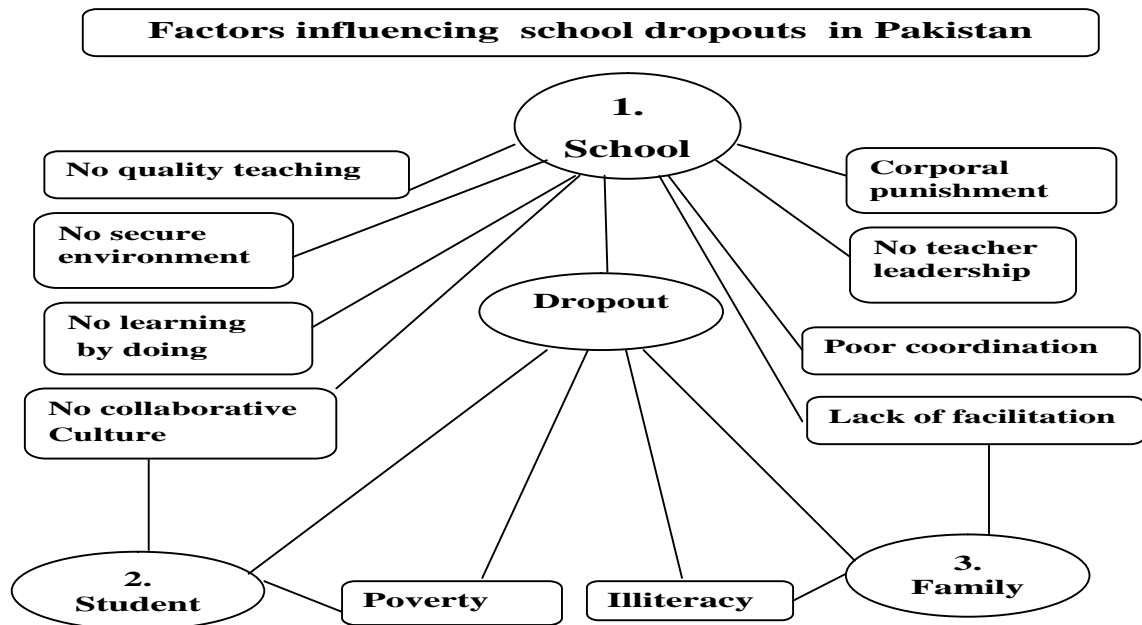 Factors influencing school dropouts in Pakistan
1.
School
No quality teaching
Corporal
punishment
No secure
environment
No teacher
leadership
Dropout
No learning
by doing
Poor coordination
No collaborative
Culture
Lack of facilitation
2.
Student
Poverty
Illiteracy
3.
Family